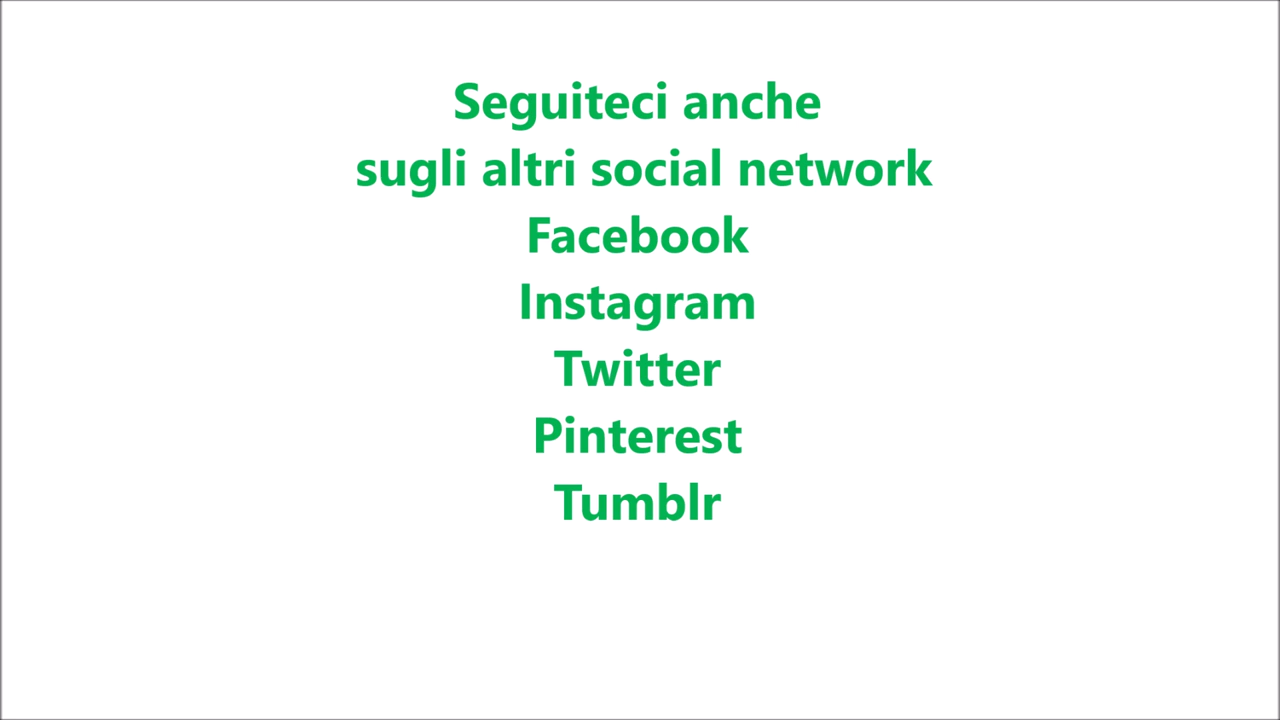 Seguiteci anche
sugli altri social network
Facebook
Instagram
Twitter
Pinterest
Tumblr